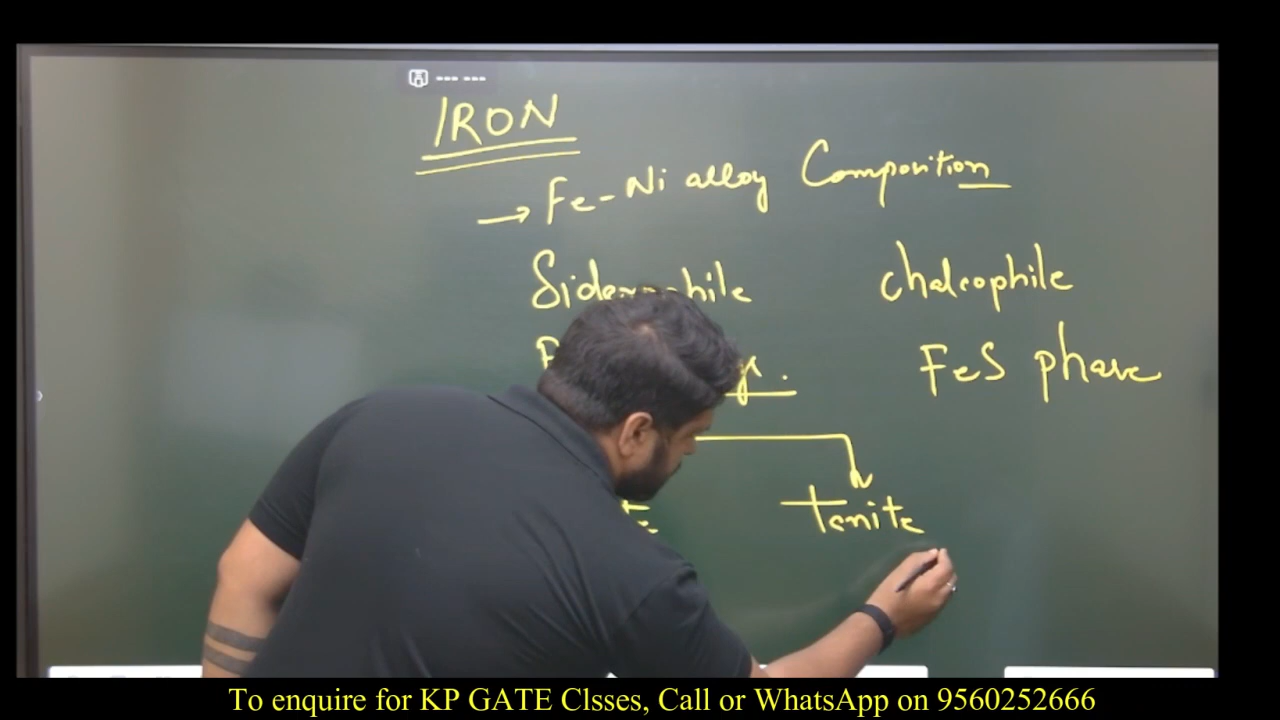 IRON
→ Fe-Ni alloy Composition
chalcophile
FeS phase
Tenite
To enquire for KP GATE Clsses, Call or WhatsApp on 9560252666